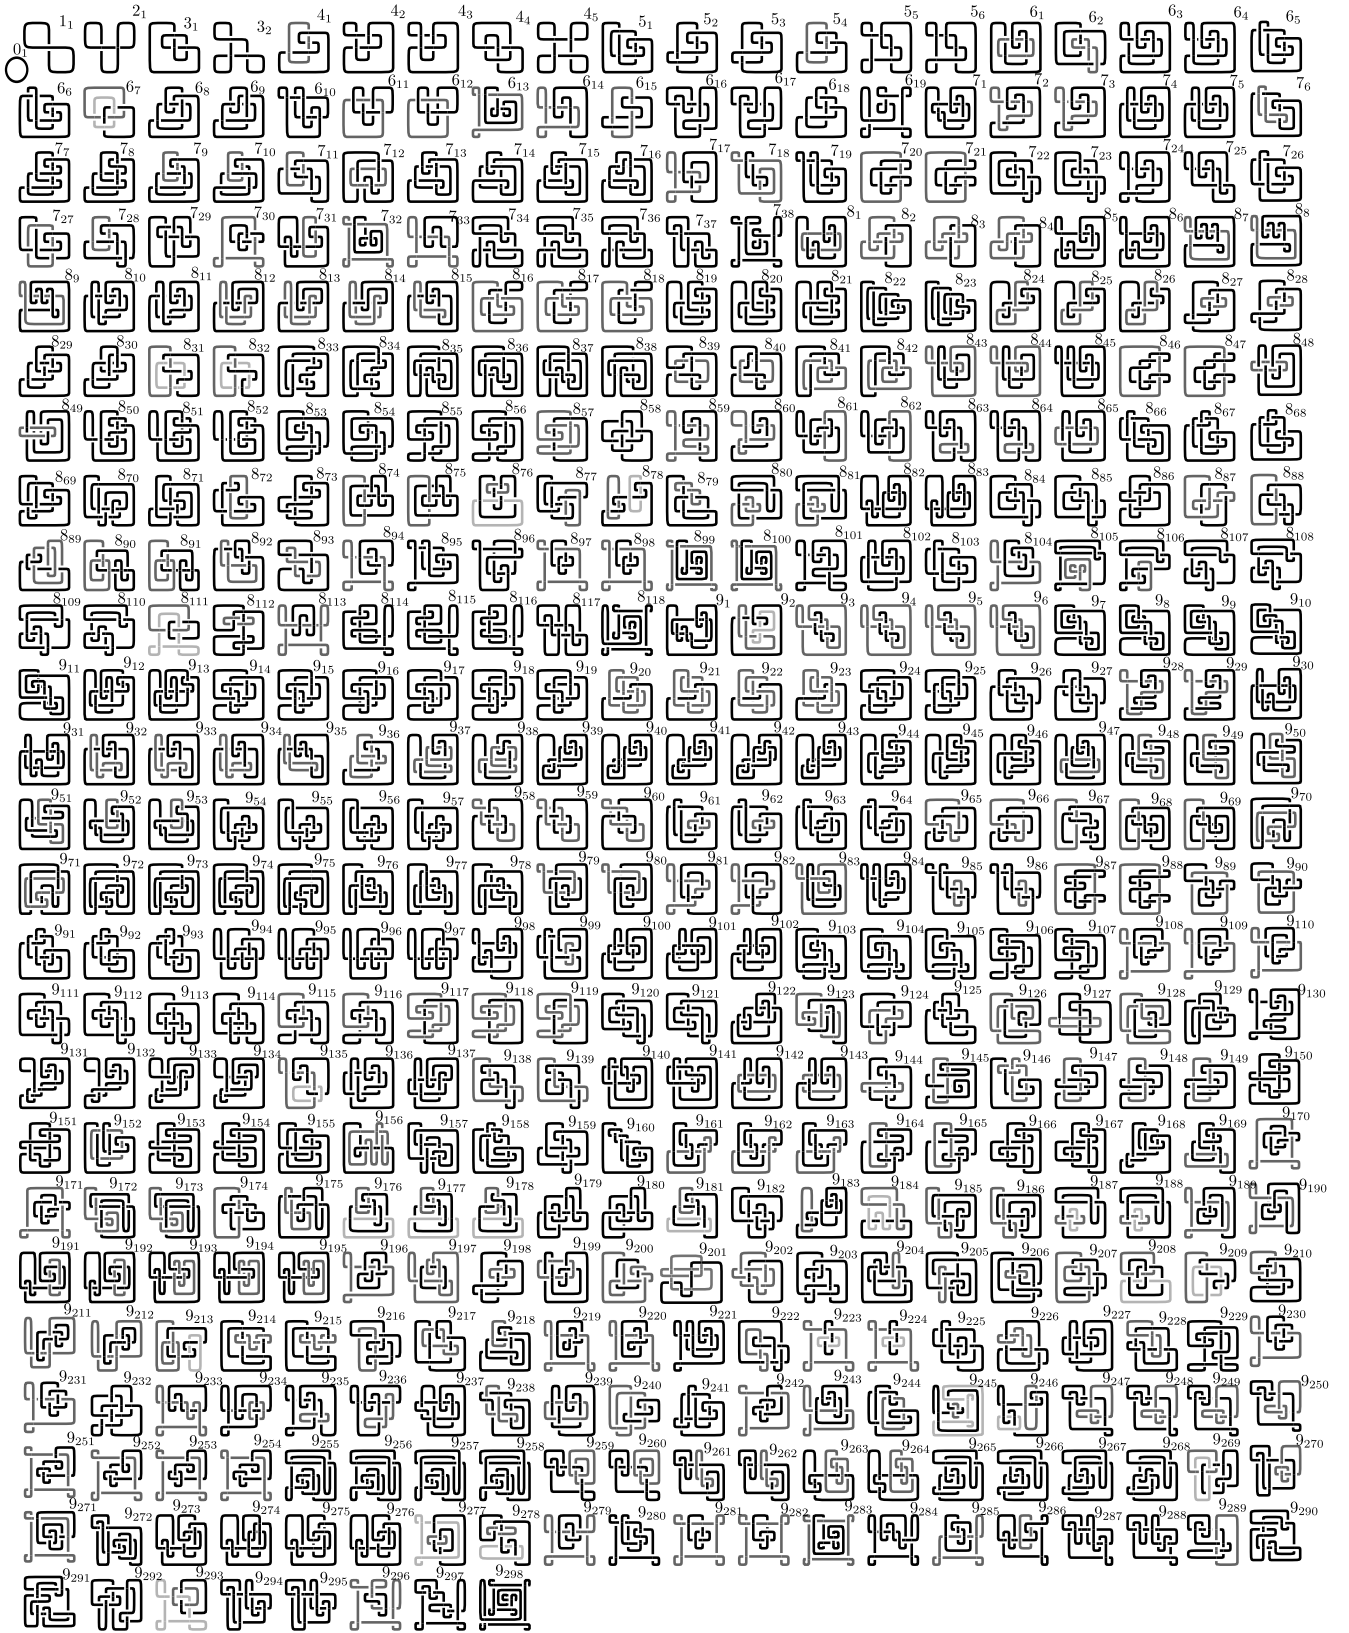 0₁ 1₁ 2₁ 3₁ 3₂ 4₁ 4₂ 4₃ 4₄ 4₅ 5₁ 5₂ 5₃ 5₄ 5₅ 5₆ 6₁ 6₂ 6₃ 6₄ 6₅
6₆ 6₇ 6₈ 6₉ 6₁₀ 6₁₁ 6₁₂ 6₁₃ 6₁₄ 6₁₅ 6₁₆ 6₁₇ 6₁₈ 6₁₉ 7₁ 7₂ 7₃ 7₄ 7₅ 7₆
7₇ 7₈ 7₉ 7₁₀ 7₁₁ 7₁₂ 7₁₃ 7₁₄ 7₁₅ 7₁₆ 7₁₇ 7₁₈ 7₁₉ 7₂₀ 7₂₁ 7₂₂ 7₂₃ 7₂₄ 7₂₅ 7₂₆
7₂₇ 7₂₈ 7₂₉ 7₃₀ 7₃₁ 7₃₂ 7₃₃ 7₃₄ 7₃₅ 7₃₆ 7₃₇ 7₃₈ 8₁ 8₂ 8₃ 8₄ 8₅ 8₆ 8₇ 8₈
8₉ 8₁₀ 8₁₁ 8₁₂ 8₁₃ 8₁₄ 8₁₅ 8₁₆ 8₁₇ 8₁₈ 8₁₉ 8₂₀ 8₂₁ 8₂₂ 8₂₃ 8₂₄ 8₂₅ 8₂₆ 8₂₇ 8₂₈
8₂₉ 8₃₀ 8₃₁ 8₃₂ 8₃₃ 8₃₄ 8₃₅ 8₃₆ 8₃₇ 8₃₈ 8₃₉ 8₄₀ 8₄₁ 8₄₂ 8₄₃ 8₄₄ 8₄₅ 8₄₆ 8₄₇ 8₄₈
8₄₉ 8₅₀ 8₅₁ 8₅₂ 8₅₃ 8₅₄ 8₅₅ 8₅₆ 8₅₇ 8₅₈ 8₅₉ 8₆₀ 8₆₁ 8₆₂ 8₆₃ 8₆₄ 8₆₅ 8₆₆ 8₆₇ 8₆₈
8₆₉ 8₇₀ 8₇₁ 8₇₂ 8₇₃ 8₇₄ 8₇₅ 8₇₆ 8₇₇ 8₇₈ 8₇₉ 8₈₀ 8₈₁ 8₈₂ 8₈₃ 8₈₄ 8₈₅ 8₈₆ 8₈₇ 8₈₈
8₈₉ 8₉₀ 8₉₁ 8₉₂ 8₉₃ 8₉₄ 8₉₅ 8₉₆ 8₉₇ 8₉₈ 8₉₉ 8₁₀₀ 8₁₀₁ 8₁₀₂ 8₁₀₃ 8₁₀₄ 8₁₀₅ 8₁₀₆ 8₁₀₇ 8₁₀₈
8₁₀₉ 8₁₁₀ 8₁₁₁ 8₁₁₂ 8₁₁₃ 8₁₁₄ 8₁₁₅ 8₁₁₆ 8₁₁₇ 8₁₁₈ 9₁ 9₂ 9₃ 9₄ 9₅ 9₆ 9₇ 9₈ 9₉ 9₁₀
9₁₁ 9₁₂ 9₁₃ 9₁₄ 9₁₅ 9₁₆ 9₁₇ 9₁₈ 9₁₉ 9₂₀ 9₂₁ 9₂₂ 9₂₃ 9₂₄ 9₂₅ 9₂₆ 9₂₇ 9₂₈ 9₂₉ 9₃₀
9₃₁ 9₃₂ 9₃₃ 9₃₄ 9₃₅ 9₃₆ 9₃₇ 9₃₈ 9₃₉ 9₄₀ 9₄₁ 9₄₂ 9₄₃ 9₄₄ 9₄₅ 9₄₆ 9₄₇ 9₄₈ 9₄₉ 9₅₀
9₅₁ 9₅₂ 9₅₃ 9₅₄ 9₅₅ 9₅₆ 9₅₇ 9₅₈ 9₅₉ 9₆₀ 9₆₁ 9₆₂ 9₆₃ 9₆₄ 9₆₅ 9₆₆ 9₆₇ 9₆₈ 9₆₉ 9₇₀
9₇₁ 9₇₂ 9₇₃ 9₇₄ 9₇₅ 9₇₆ 9₇₇ 9₇₈ 9₇₉ 9₈₀ 9₈₁ 9₈₂ 9₈₃ 9₈₄ 9₈₅ 9₈₆ 9₈₇ 9₈₈ 9₈₉ 9₉₀
9₉₁ 9₉₂ 9₉₃ 9₉₄ 9₉₅ 9₉₆ 9₉₇ 9₉₈ 9₉₉ 9₁₀₀ 9₁₀₁ 9₁₀₂ 9₁₀₃ 9₁₀₄ 9₁₀₅ 9₁₀₆ 9₁₀₇ 9₁₀₈ 9₁₀₉ 9₁₁₀
9₁₁₁ 9₁₁₂ 9₁₁₃ 9₁₁₄ 9₁₁₅ 9₁₁₆ 9₁₁₇ 9₁₁₈ 9₁₁₉ 9₁₂₀ 9₁₂₁ 9₁₂₂ 9₁₂₃ 9₁₂₄ 9₁₂₅ 9₁₂₆ 9₁₂₇ 9₁₂₈ 9₁₂₉ 9₁₃₀
9₁₃₁ 9₁₃₂ 9₁₃₃ 9₁₃₄ 9₁₃₅ 9₁₃₆ 9₁₃₇ 9₁₃₈ 9₁₃₉ 9₁₄₀ 9₁₄₁ 9₁₄₂ 9₁₄₃ 9₁₄₄ 9₁₄₅ 9₁₄₆ 9₁₄₇ 9₁₄₈ 9₁₄₉ 9₁₅₀
9₁₅₁ 9₁₅₂ 9₁₅₃ 9₁₅₄ 9₁₅₅ 9₁₅₆ 9₁₅₇ 9₁₅₈ 9₁₅₉ 9₁₆₀ 9₁₆₁ 9₁₆₂ 9₁₆₃ 9₁₆₄ 9₁₆₅ 9₁₆₆ 9₁₆₇ 9₁₆₈ 9₁₆₉ 9₁₇₀
9₁₇₁ 9₁₇₂ 9₁₇₃ 9₁₇₄ 9₁₇₅ 9₁₇₆ 9₁₇₇ 9₁₇₈ 9₁₇₉ 9₁₈₀ 9₁₈₁ 9₁₈₂ 9₁₈₃ 9₁₈₄ 9₁₈₅ 9₁₈₆ 9₁₈₇ 9₁₈₈ 9₁₈₉ 9₁₉₀
9₁₉₁ 9₁₉₂ 9₁₉₃ 9₁₉₄ 9₁₉₅ 9₁₉₆ 9₁₉₇ 9₁₉₈ 9₁₉₉ 9₂₀₀ 9₂₀₁ 9₂₀₂ 9₂₀₃ 9₂₀₄ 9₂₀₅ 9₂₀₆ 9₂₀₇ 9₂₀₈ 9₂₀₉ 9₂₁₀
9₂₁₁ 9₂₁₂ 9₂₁₃ 9₂₁₄ 9₂₁₅ 9₂₁₆ 9₂₁₇ 9₂₁₈ 9₂₁₉ 9₂₂₀ 9₂₂₁ 9₂₂₂ 9₂₂₃ 9₂₂₄ 9₂₂₅ 9₂₂₆ 9₂₂₇ 9₂₂₈ 9₂₂₉ 9₂₃₀
9₂₃₁ 9₂₃₂ 9₂₃₃ 9₂₃₄ 9₂₃₅ 9₂₃₆ 9₂₃₇ 9₂₃₈ 9₂₃₉ 9₂₄₀ 9₂₄₁ 9₂₄₂ 9₂₄₃ 9₂₄₄ 9₂₄₅ 9₂₄₆ 9₂₄₇ 9₂₄₈ 9₂₄₉ 9₂₅₀
9₂₅₁ 9₂₅₂ 9₂₅₃ 9₂₅₄ 9₂₅₅ 9₂₅₆ 9₂₅₇ 9₂₅₈ 9₂₅₉ 9₂₆₀ 9₂₆₁ 9₂₆₂ 9₂₆₃ 9₂₆₄ 9₂₆₅ 9₂₆₆ 9₂₆₇ 9₂₆₈ 9₂₆₉ 9₂₇₀
9₂₇₁ 9₂₇₂ 9₂₇₃ 9₂₇₄ 9₂₇₅ 9₂₇₆ 9₂₇₇ 9₂₇₈ 9₂₇₉ 9₂₈₀ 9₂₈₁ 9₂₈₂ 9₂₈₃ 9₂₈₄ 9₂₈₅ 9₂₈₆ 9₂₈₇ 9₂₈₈ 9₂₈₉ 9₂₉₀
9₂₉₁ 9₂₉₂ 9₂₉₃ 9₂₉₄ 9₂₉₅ 9₂₉₆ 9₂₉₇ 9₂₉₈